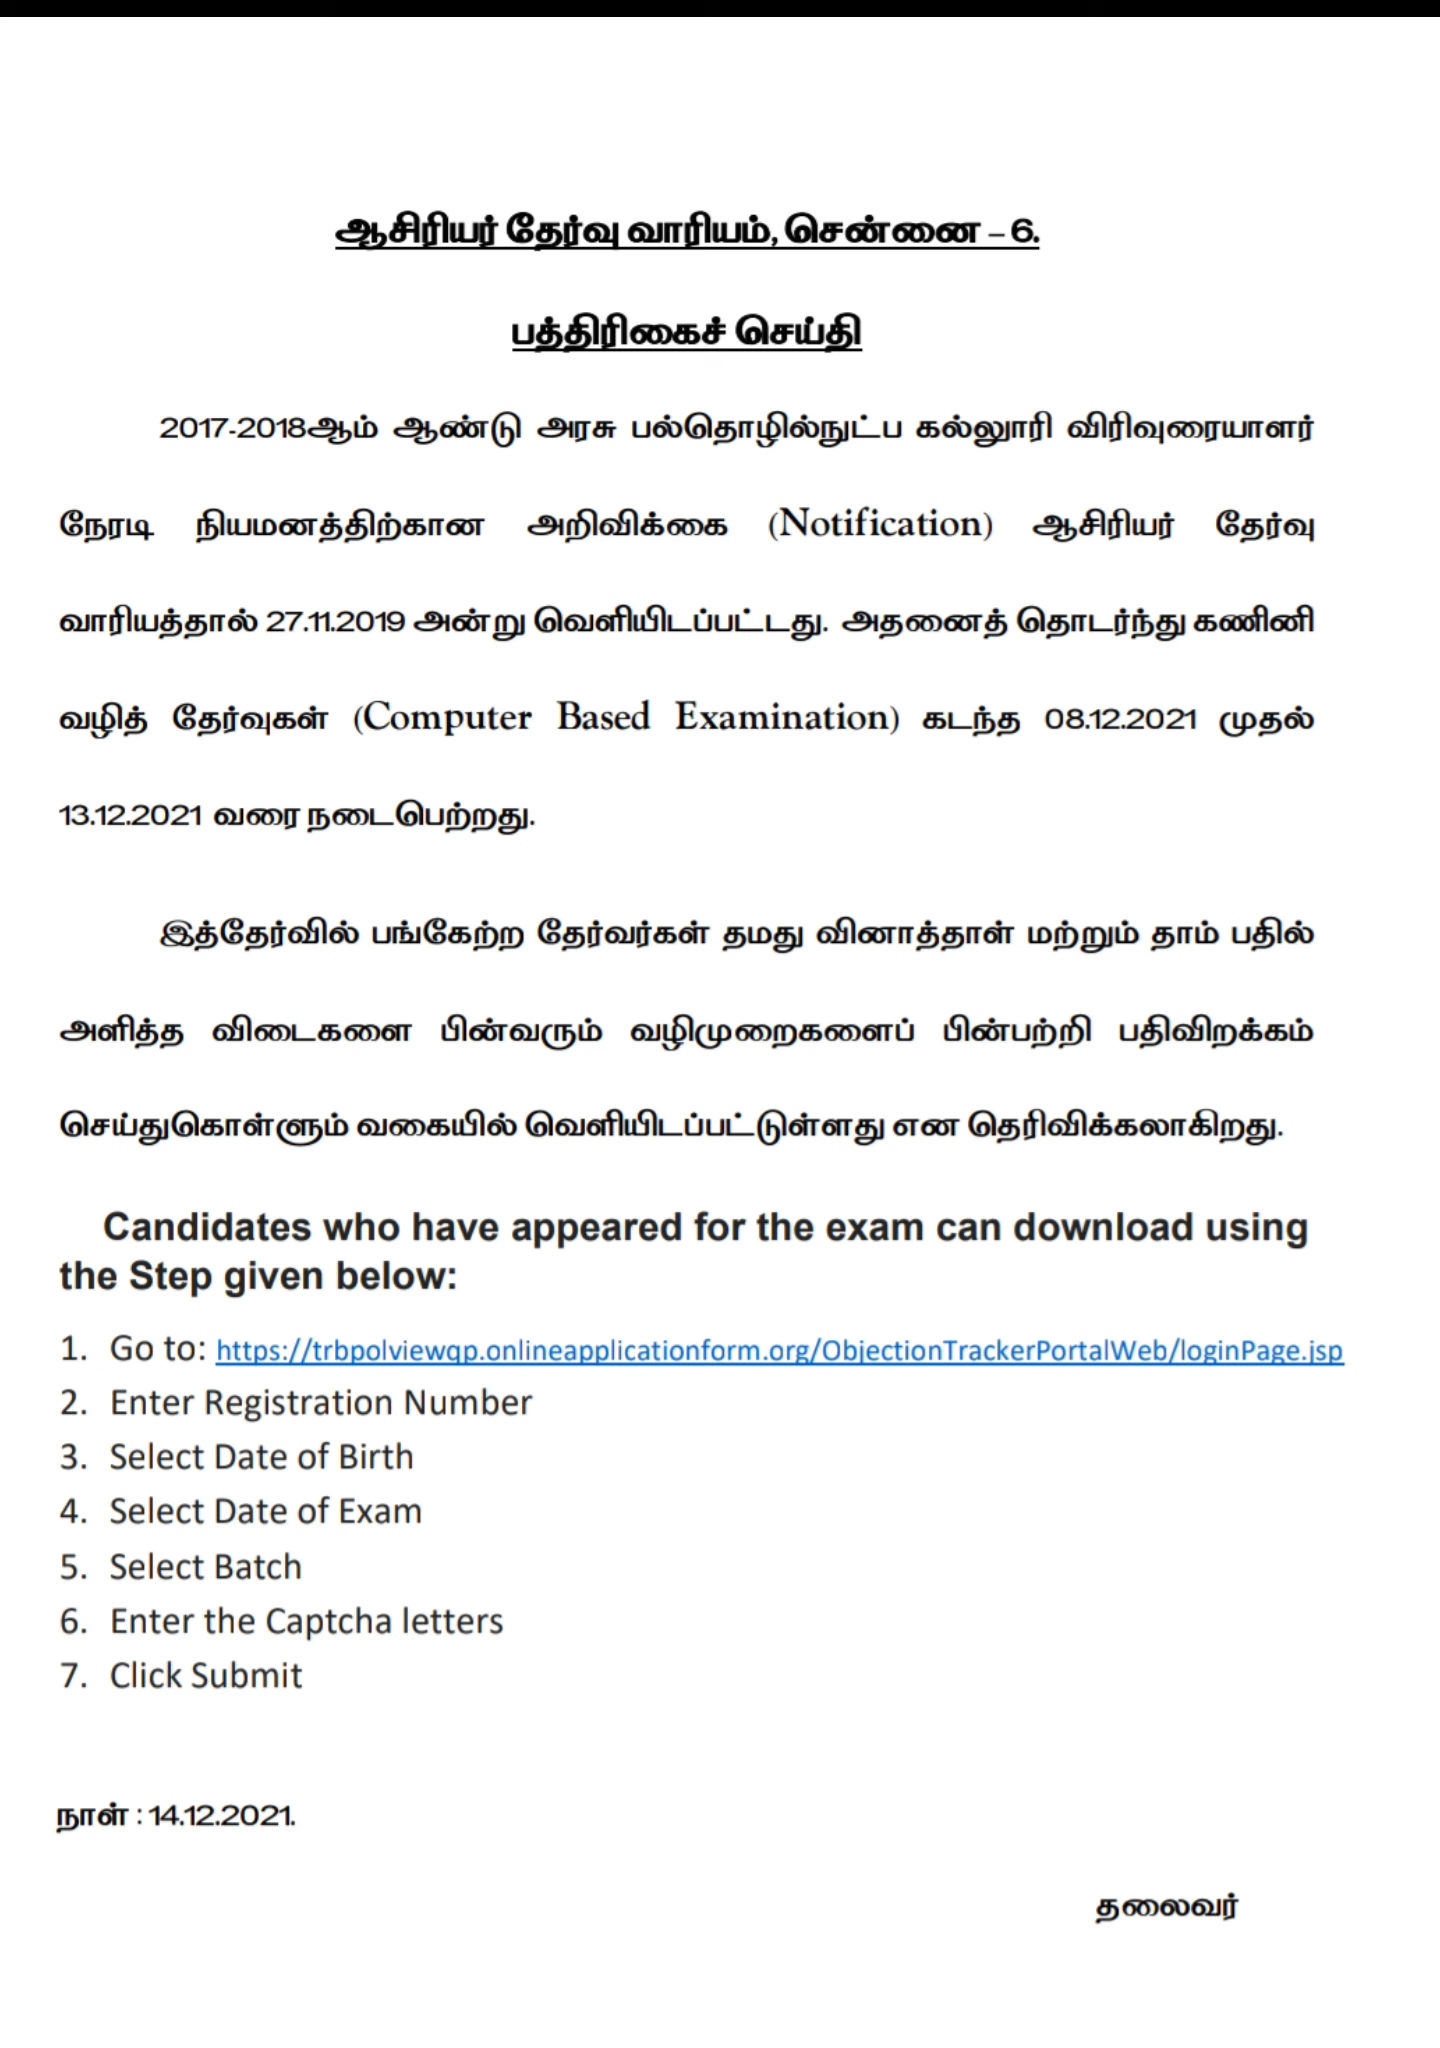 ஆசிரியர் தேர்வு வாரியம், சென்னை – 6.
பத்திரிகைச் செய்தி
2017-2018ஆம் ஆண்டு அரசு பல்தொழில்நுட்ப கல்லூரி விரிவுரையாளர்
நேரடி நியமனத்திற்கான அறிவிக்கை (Notification) ஆசிரியர் தேர்வு
வாரியத்தால் 27.11.2019 அன்று வெளியிடப்பட்டது. அதனைத் தொடர்ந்து கணினி
வழித் தேர்வுகள் (Computer Based Examination) கடந்த 08.12.2021 முதல்
13.12.2021 வரை நடைபெற்றது.
இத்தேர்வில் பங்கேற்ற தேர்வர்கள் தமது வினாத்தாள் மற்றும் தாம் பதில்
அளித்த விடைகளை பின்வரும் வழிமுறைகளைப் பின்பற்றி பதிவிறக்கம்
செய்துகொள்ளும் வகையில் வெளியிடப்பட்டுள்ளது என தெரிவிக்கலாகிறது.
Candidates who have appeared for the exam can download using
the Step given below:
1. Go to: https://trbpolviewqp.onlineapplicationform.org/ObjectionTrackerPortalWeb/loginPage.jsp
2. Enter Registration Number
3. Select Date of Birth
4. Select Date of Exam
5. Select Batch
6. Enter the Captcha letters
7. Click Submit
நாள் : 14.12.2021.
தலைவர்